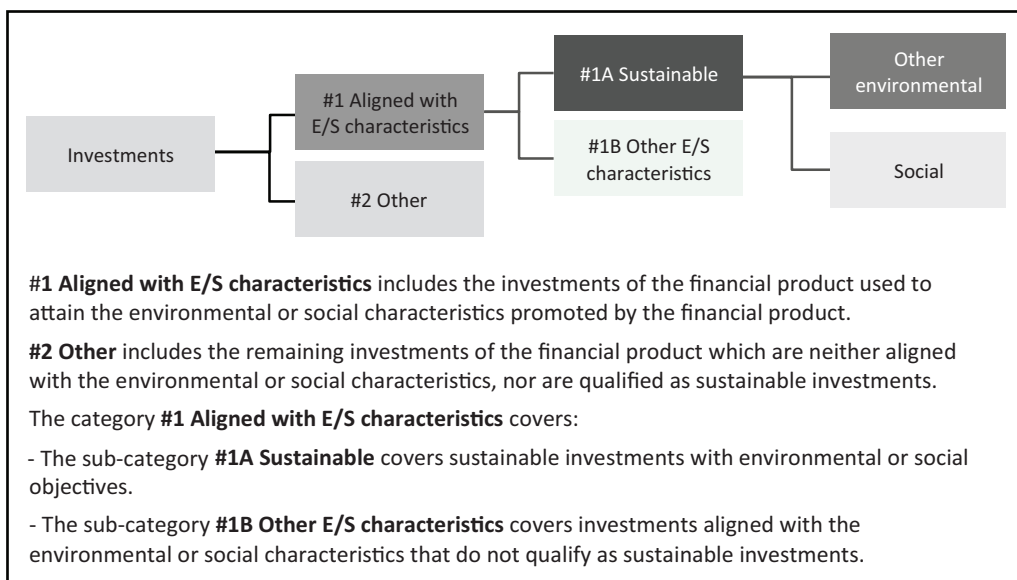 Investments
#1 Aligned with
E/S characteristics
#2 Other
#1A Sustainable
#1B Other E/S
characteristics
Other
environmental
Social
#1 Aligned with E/S characteristics includes the investments of the financial product used to
attain the environmental or social characteristics promoted by the financial product.
#2 Other includes the remaining investments of the financial product which are neither aligned
with the environmental or social characteristics, nor are qualified as sustainable investments.
The category #1 Aligned with E/S characteristics covers:
- The sub-category #1A Sustainable covers sustainable investments with environmental or social
objectives.
- The sub-category #1B Other E/S characteristics covers investments aligned with the
environmental or social characteristics that do not qualify as sustainable investments.